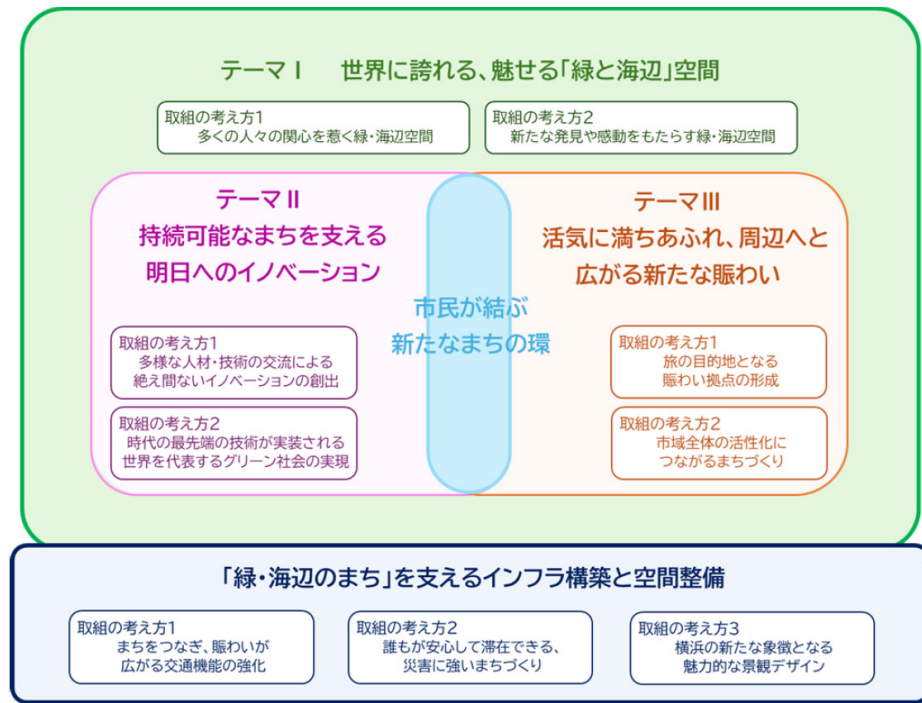 テーマⅠ 世界に誇れる、魅せる「緑と海辺」空間
取組の考え方1
多くの人々の関心を惹く緑・海辺空間
取組の考え方2
新たな発見や感動をもたらす緑・海辺空間
テーマⅡ
持続可能なまちを支える
明日へのイノベーション
取組の考え方1
多様な人材・技術の交流による
絶え間ないイノベーションの創出
取組の考え方2
時代の最先端の技術が実装される
世界を代表するグリーン社会の実現
市民が結ぶ
新たなまちの環
テーマⅢ
活気に満ちあふれ、周辺へと
広がる新たな賑わい
取組の考え方1
旅の目的地となる
賑わい拠点の形成
取組の考え方2
市域全体の活性化に
つながるまちづくり
「緑・海辺のまち」を支えるインフラ構築と空間整備
取組の考え方1
まちをつなぎ、賑わいが
広がる交通機能の強化
取組の考え方2
誰もが安心して滞在できる、
災害に強いまちづくり
取組の考え方3
横浜の新たな象徴となる
魅力的な景観デザイン